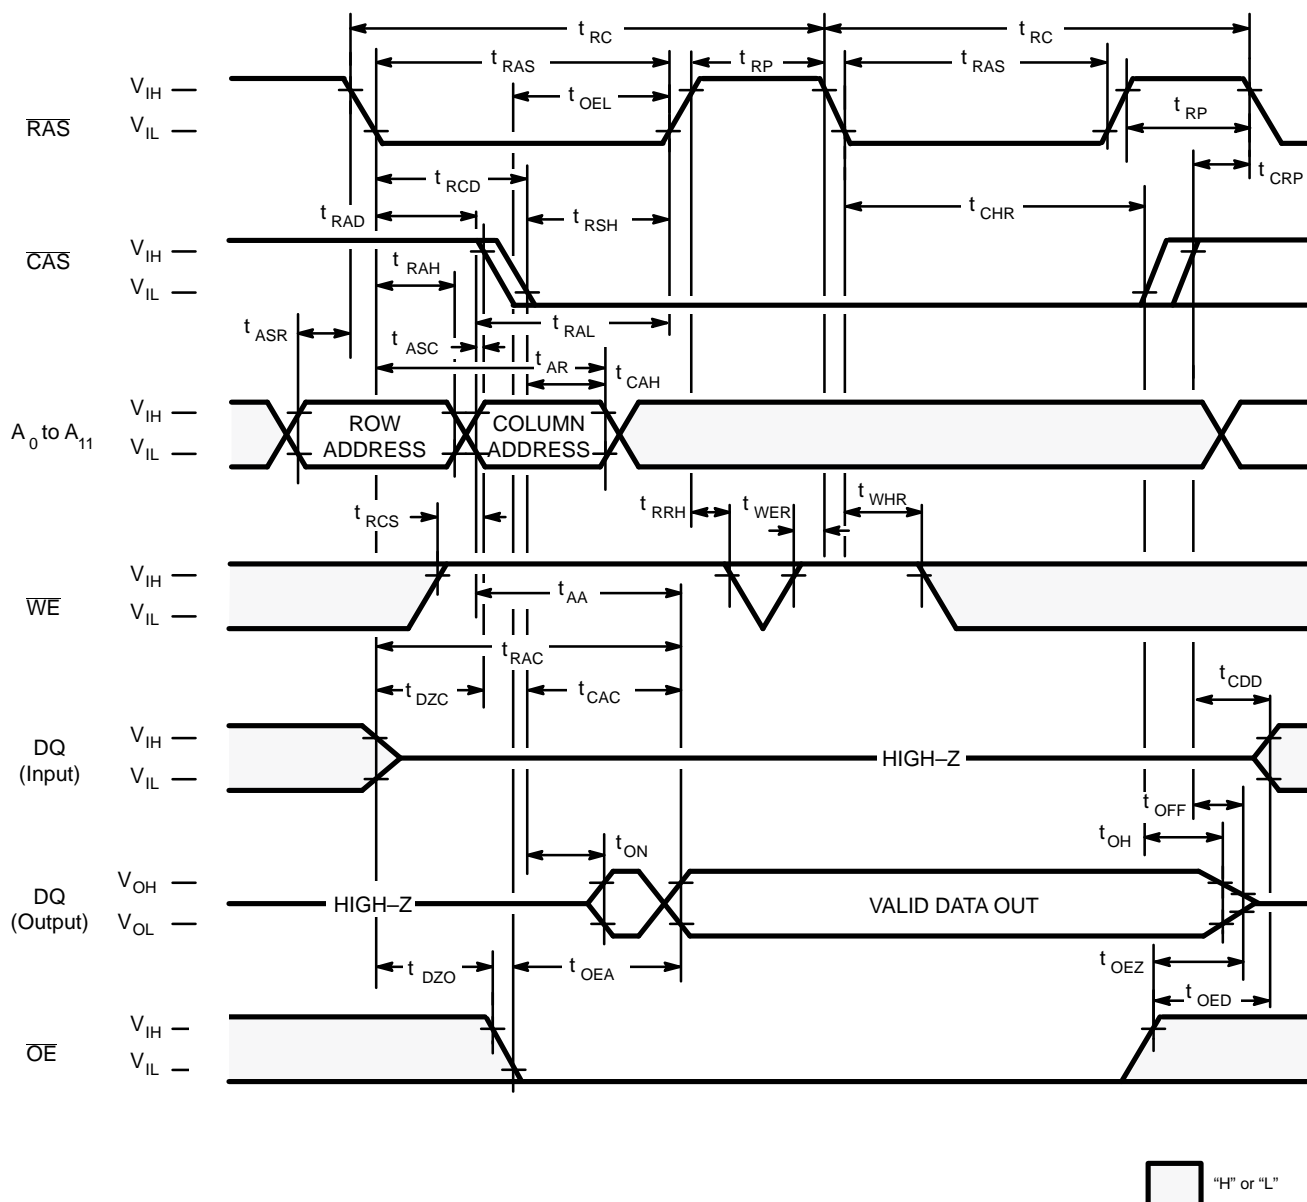 t RC t RC
t RAS t RP t RAS
V IH t OEL t RP
RAS
V IL
t RCD t CRP
t RAD t RSH t CHR
V IH
CAS t RAH
V IL
t ASR t RAL
t ASC t AR t CAH
V IH ROW COLUMN
A 0 to A 11
V IL ADDRESS ADDRESS
t RCS t RRH t WER t WHR
V IH
t AA
WE
V IL
t RAC
t DZC t CAC t CDD
V IH
DQ
(Input) HIGH–Z
V IL
t OFF
t ON t OH
V OH
DQ HIGH–Z VALID DATA OUT
(Output)
V OL
t DZO t OEA t OEZ
t OED
V IH
OE
V IL
“H” or “L”